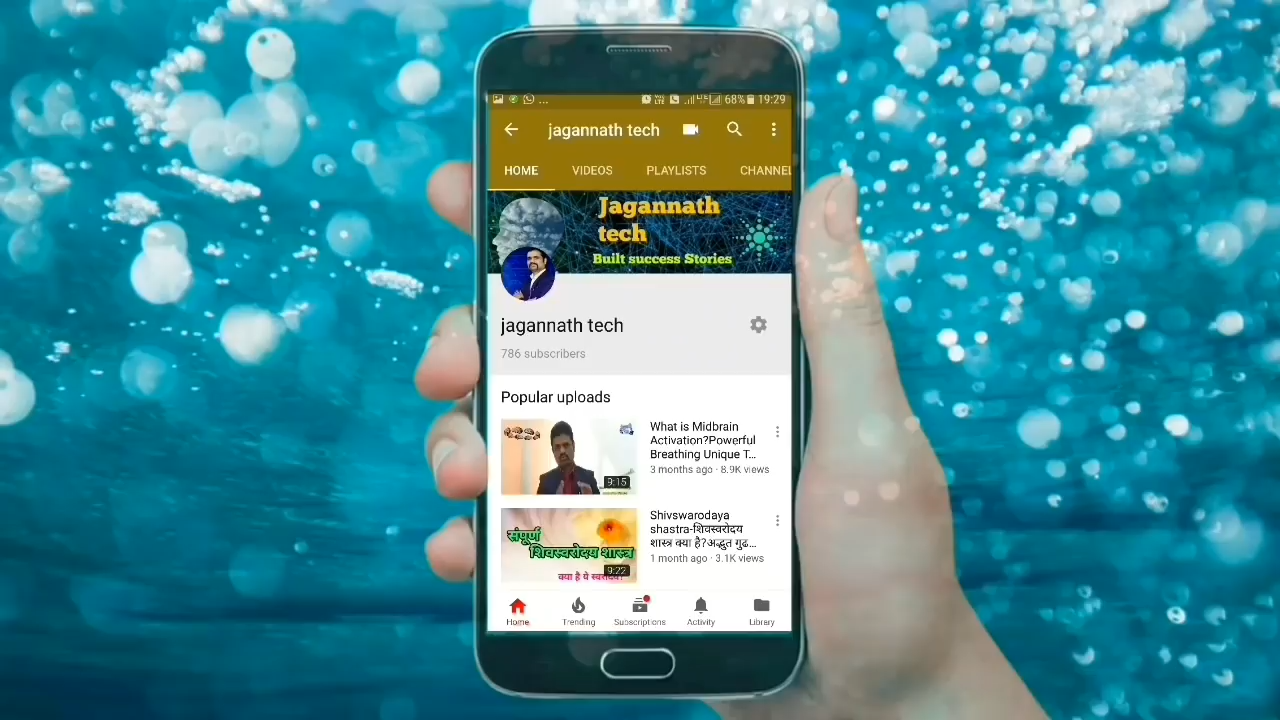 ... 68% 19:29
jagannath tech
HOME VIDEOS PLAYLISTS CHANNEL
Jagannath
tech
Built success Stories
jagannath tech
786 subscribers
Popular uploads
What is Midbrain
Activation?Powerful
Breathing Unique T...
3 months ago · 8.9K views
9:15
Shivswarodaya
shastra-शिवस्वरोदय
शास्त्र क्या है?अद्भुत गुढ...
1 month ago · 3.1K views
संपूर्ण
शिवस्वरोदय शास्त्र
9:22
क्या है ये स्वरोदय?
Home Trending Subscriptions Activity Library